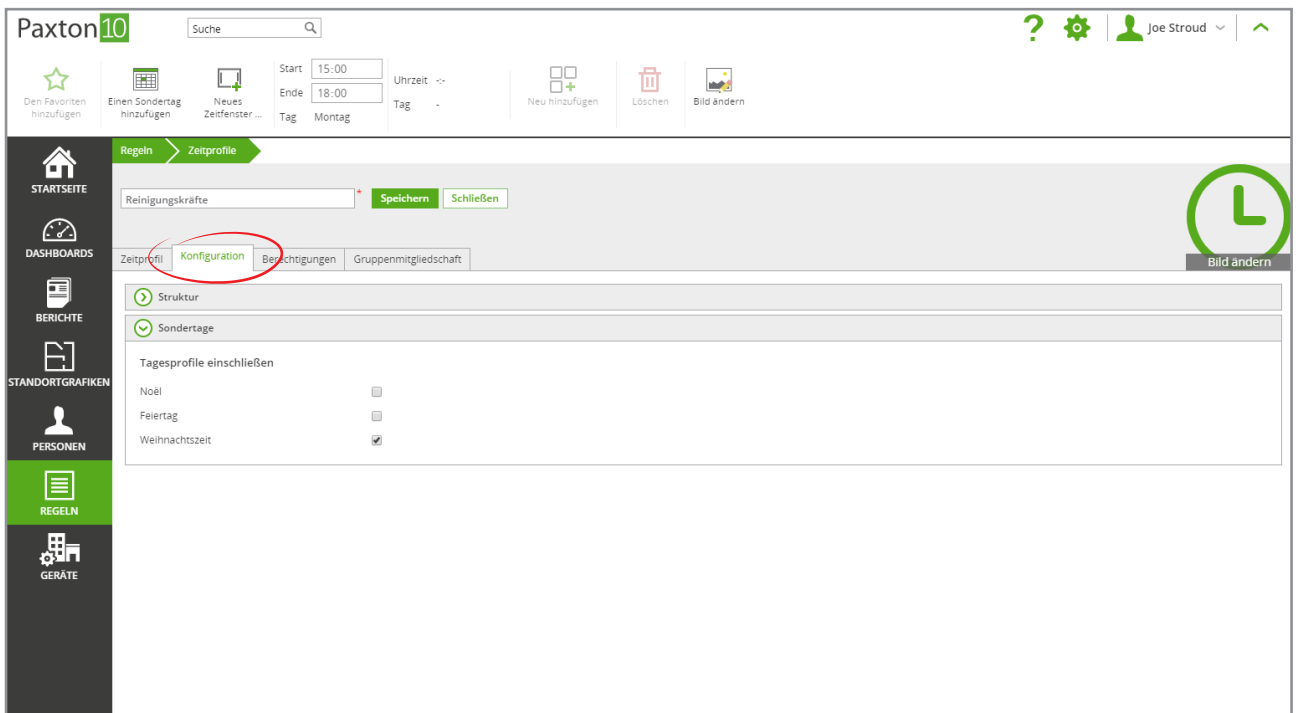 Paxton10
Suche
Joe Stroud
Den Favoriten
hinzufügen
Einen Sondertag
hinzufügen
Neues
Zeitfenster ...
Start 15:00
Ende 18:00
Tag Montag
Uhrzeit -:-
Tag -
Neu hinzufügen
Löschen
Bild ändern
Regeln
Zeitprofile
STARTSEITE
DASHBOARDS
BERICHTE
STANDORTGRAFIKEN
PERSONEN
REGELN
GERÄTE
Reinigungskräfte *
Speichern
Schließen
Bild ändern
Zeitprofil
Konfiguration
Berechtigungen
Gruppenmitgliedschaft
Struktur
Sondertage
Tagesprofile einschließen
Noël
Feiertag
Weihnachtszeit